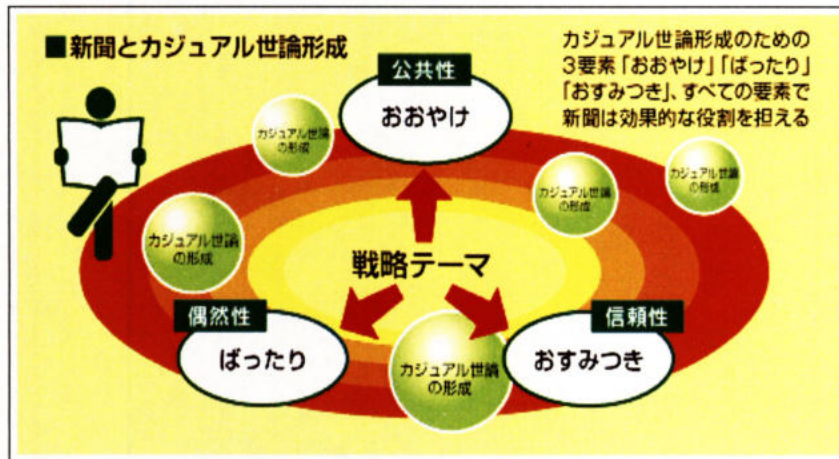 ■新聞とカジュアル世論形成
カジュアル世論形成のための
3要素「おおやけ」「ばったり」
「おすみつき」、すべての要素で
新聞は効果的な役割を担える
公共性
おおやけ
カジュアル世論
の形成
カジュアル世論
の形成
カジュアル世論
の形成
カジュアル世論
の形成
戦略テーマ
偶然性
ばったり
カジュアル世論
の形成
信頼性
おすみつき